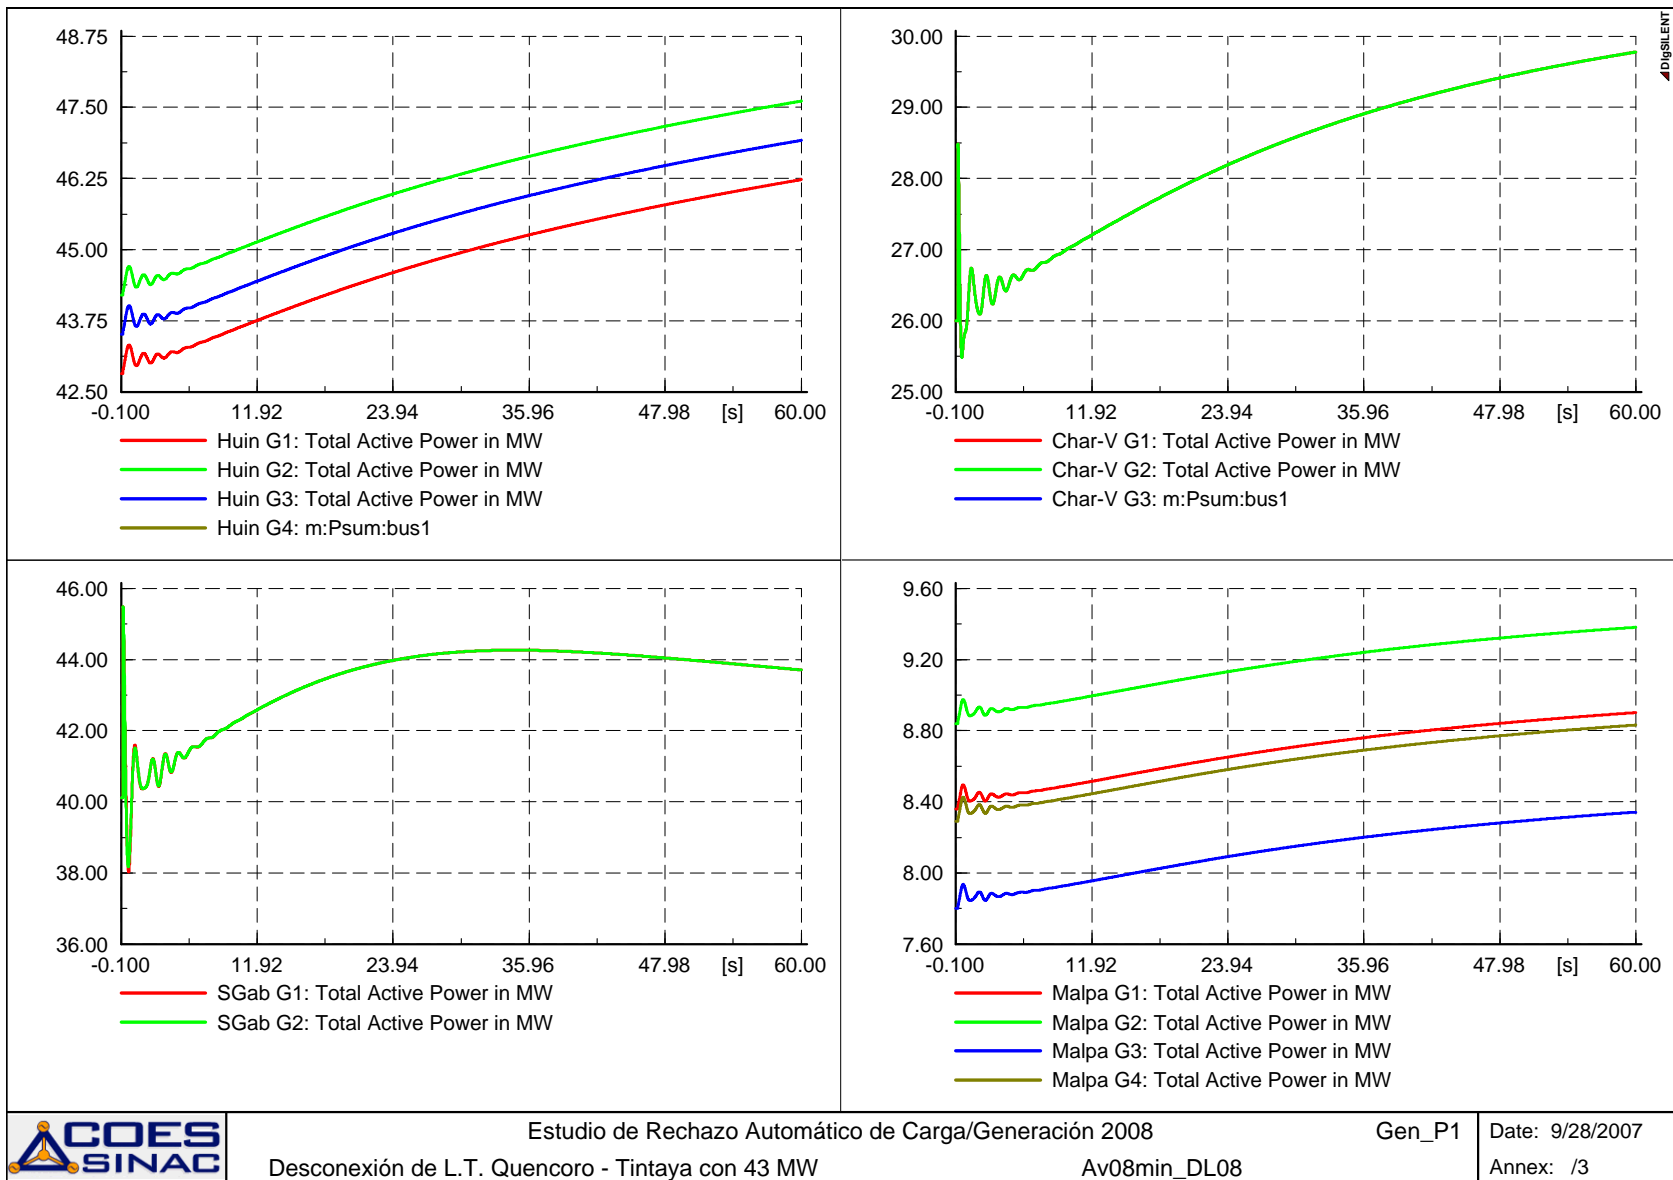 48.75
47.50
46.25
45.00
43.75
42.50
-0.100 11.92 23.94 35.96 47.98 [s] 60.00
Huin G1: Total Active Power in MW
Huin G2: Total Active Power in MW
Huin G3: Total Active Power in MW
Huin G4: m:Psum:bus1
30.00
29.00
28.00
27.00
26.00
25.00
-0.100 11.92 23.94 35.96 47.98 [s] 60.00
Char-V G1: Total Active Power in MW
Char-V G2: Total Active Power in MW
Char-V G3: m:Psum:bus1
DIgSILENT
46.00
44.00
42.00
40.00
38.00
36.00
-0.100 11.92 23.94 35.96 47.98 [s] 60.00
SGab G1: Total Active Power in MW
SGab G2: Total Active Power in MW
9.60
9.20
8.80
8.40
8.00
7.60
-0.100 11.92 23.94 35.96 47.98 [s] 60.00
Malpa G1: Total Active Power in MW
Malpa G2: Total Active Power in MW
Malpa G3: Total Active Power in MW
Malpa G4: Total Active Power in MW
COES
SINAC
Estudio de Rechazo Automático de Carga/Generación 2008 Gen_P1
Desconexión de L.T. Quencoro - Tintaya con 43 MW Av08min_DL08
Date: 9/28/2007
Annex: /3